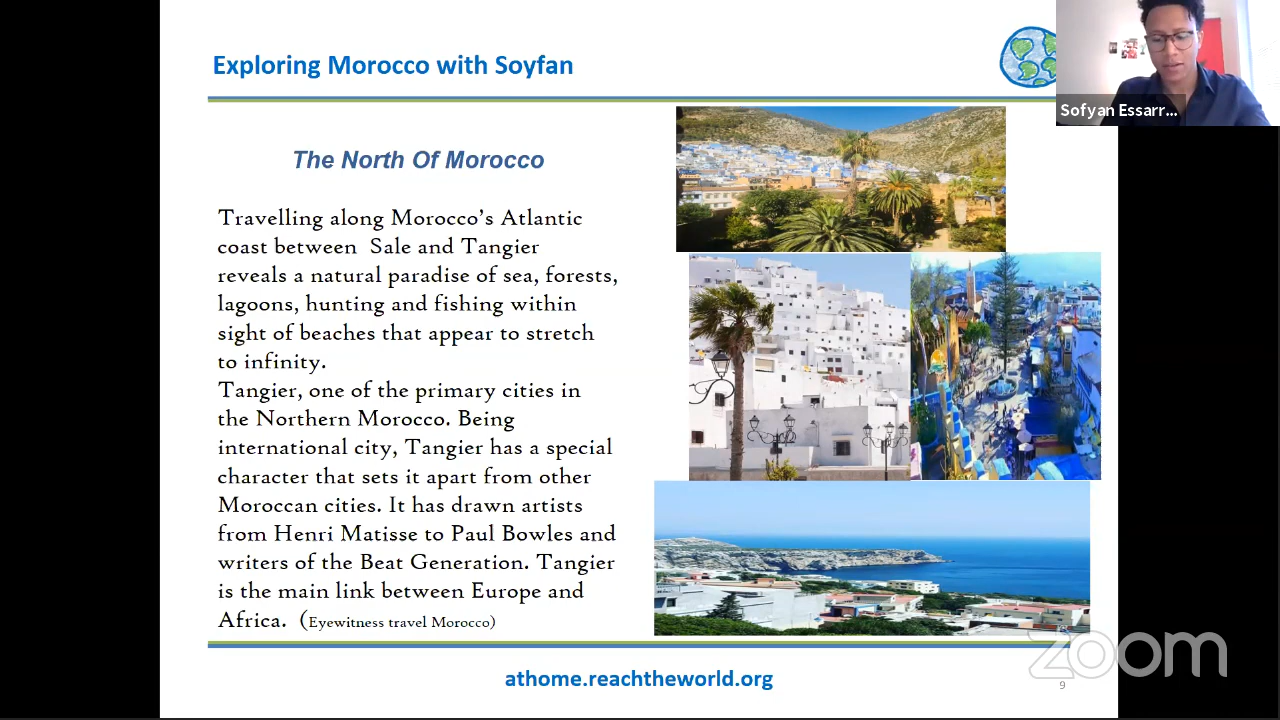 Exploring Morocco with Soyfan
Sofyan Essarr...
The North Of Morocco
Travelling along Morocco’s Atlantic
coast between Sale and Tangier
reveals a natural paradise of sea, forests,
lagoons, hunting and fishing within
sight of beaches that appear to stretch
to infinity.
Tangier, one of the primary cities in
the Northern Morocco. Being
international city, Tangier has a special
character that sets it apart from other
Moroccan cities. It has drawn artists
from Henri Matisse to Paul Bowles and
writers of the Beat Generation. Tangier
is the main link between Europe and
Africa. (Eyewitness travel Morocco)
zoom
athome.reachtheworld.org
9